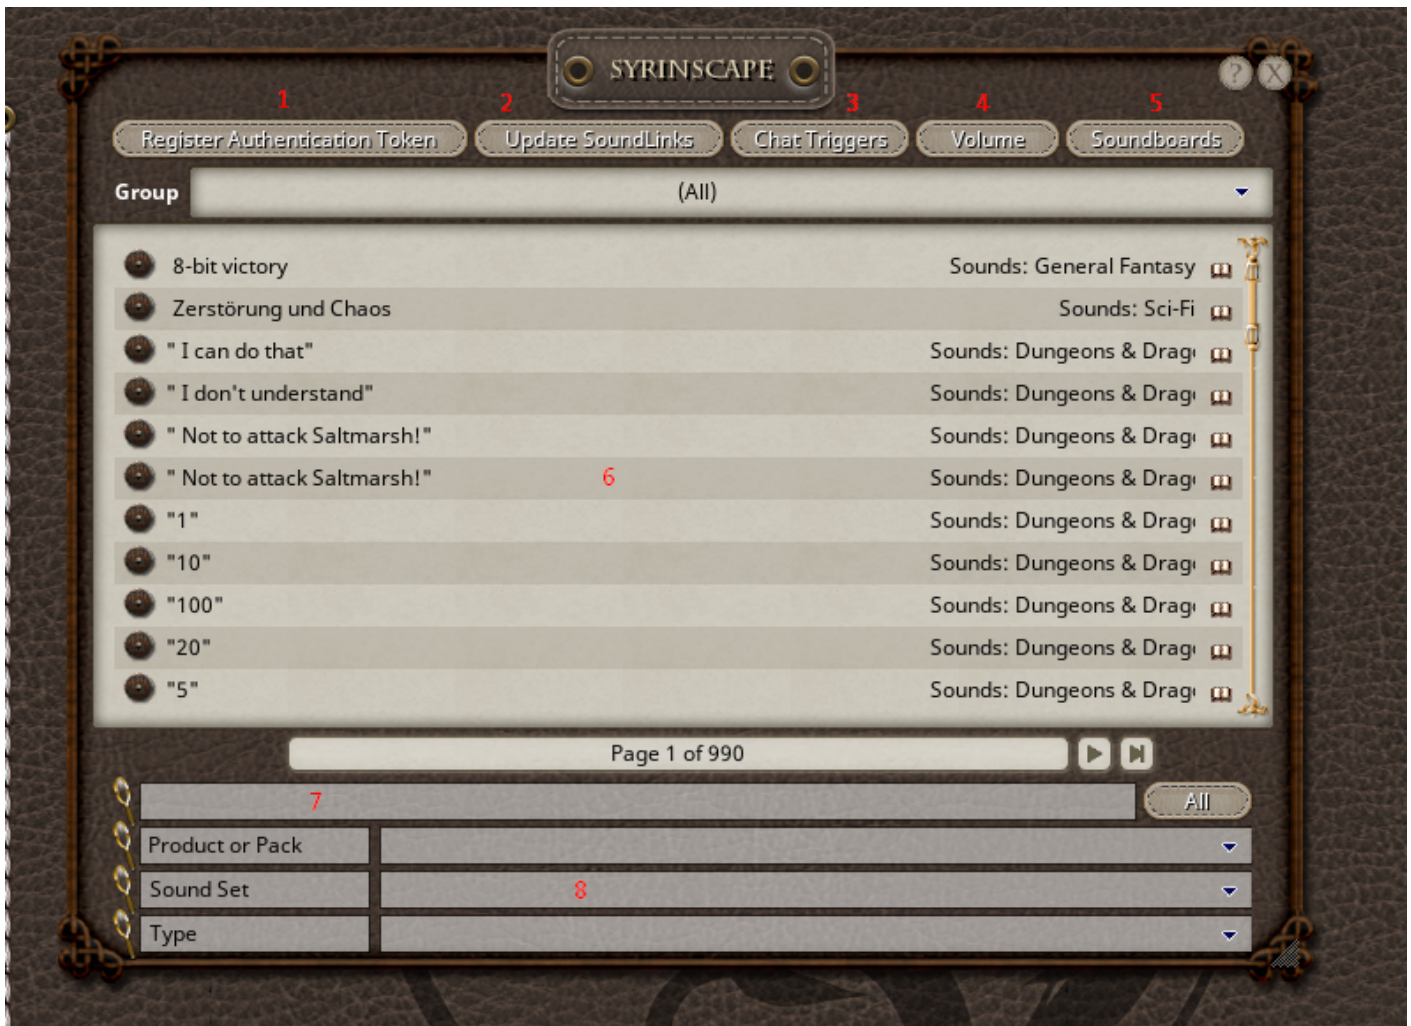 SYRINSCAPE
? X
1 2 3 4 5
Register Authentication Token Update SoundLinks Chat Triggers Volume Soundboards
Group (All)
8-bit victory Sounds: General Fantasy
Zerstörung und Chaos Sounds: Sci-Fi
" I can do that" Sounds: Dungeons & Drag
" I don't understand" Sounds: Dungeons & Drag
" Not to attack Saltmarsh!" Sounds: Dungeons & Drag
" Not to attack Saltmarsh!" 6 Sounds: Dungeons & Drag
"1" Sounds: Dungeons & Drag
"10" Sounds: Dungeons & Drag
"100" Sounds: Dungeons & Drag
"20" Sounds: Dungeons & Drag
"5" Sounds: Dungeons & Drag
Page 1 of 990
7 All
Product or Pack
Sound Set 8
Type